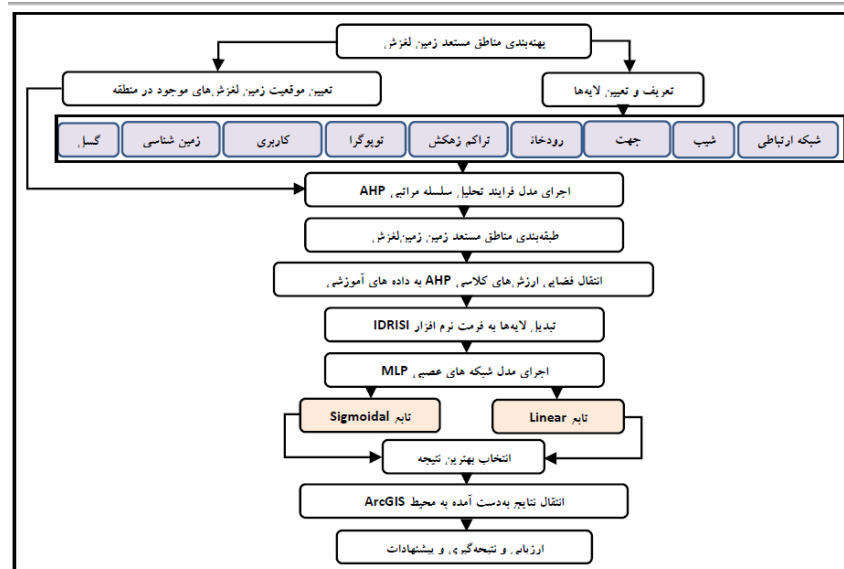 پهنه‌بندی مناطق مستعد زمین لغزش
تعریف و تعیین لایه‌ها
تعیین موقعیت زمین لغزش‌های موجود در منطقه
شبکه ارتباطی
شیب
جهت
رودخان
تراکم زهکش
توپوگرا
کاربری
زمین شناسی
گسل
اجرای مدل فرایند تحلیل سلسله مراتبی AHP
طبقه‌بندی مناطق مستعد زمین زمین‌لغزش
انتقال فضایی ارزش‌های کلاسی AHP به داده های آموزشی
تبدیل لایه‌ها به فرمت نرم افزار IDRISI
اجرای مدل شبکه های عصبی MLP
تابع Linear
تابع Sigmoidal
انتخاب بهترین نتیجه
انتقال نتایج به‌دست آمده به محیط ArcGIS
ارزیابی و نتیجه‌گیری و پیشنهادات